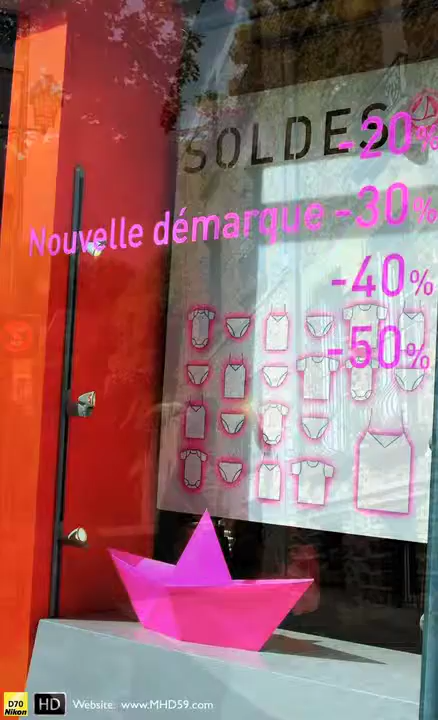 SOLDES
-20%
Nouvelle démarque -30%
-40%
-50%
D70
Nikon
HD Website: www.MHD59.com